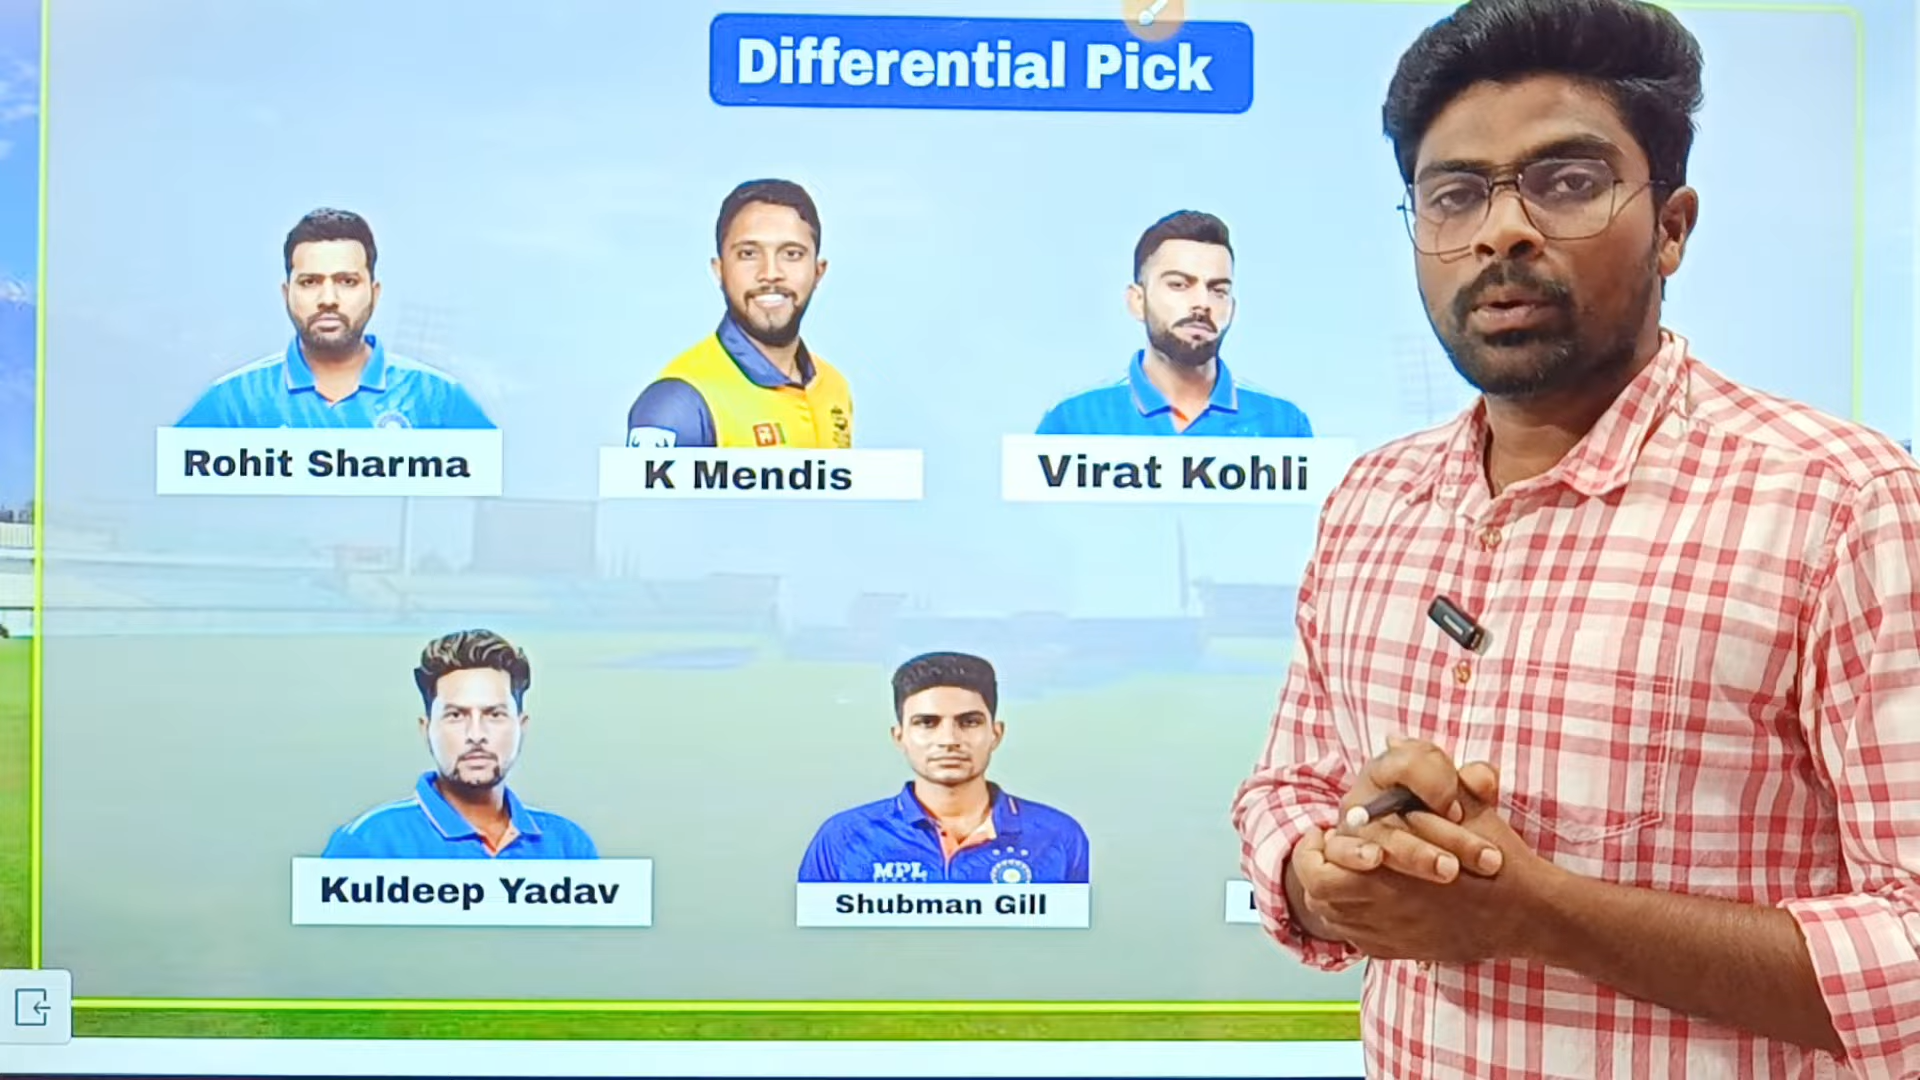 Differential Pick
Rohit Sharma
K Mendis
Virat Kohli
MPL
Kuldeep Yadav
Shubman Gill